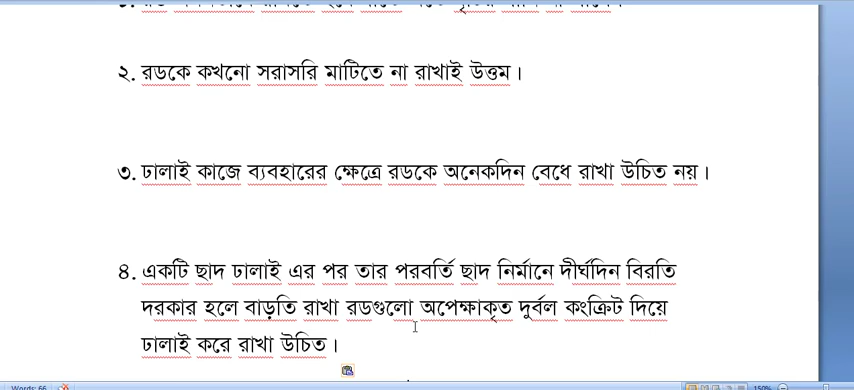 ২. রডকে কখনো সরাসরি মাটিতে না রাখাই উত্তম।
৩. ঢালাই কাজে ব্যবহারের ক্ষেত্রে রডকে অনেকদিন বেধে রাখা উচিত নয়।
৪. একটি ছাদ ঢালাই এর পর তার পরবর্তি ছাদ নির্মানে দীর্ঘদিন বিরতি
দরকার হলে বাড়তি রাখা রডগুলো অপেক্ষাকৃত দুর্বল কংক্রিট দিয়ে
ঢালাই করে রাখা উচিত।
Words: 66
150%